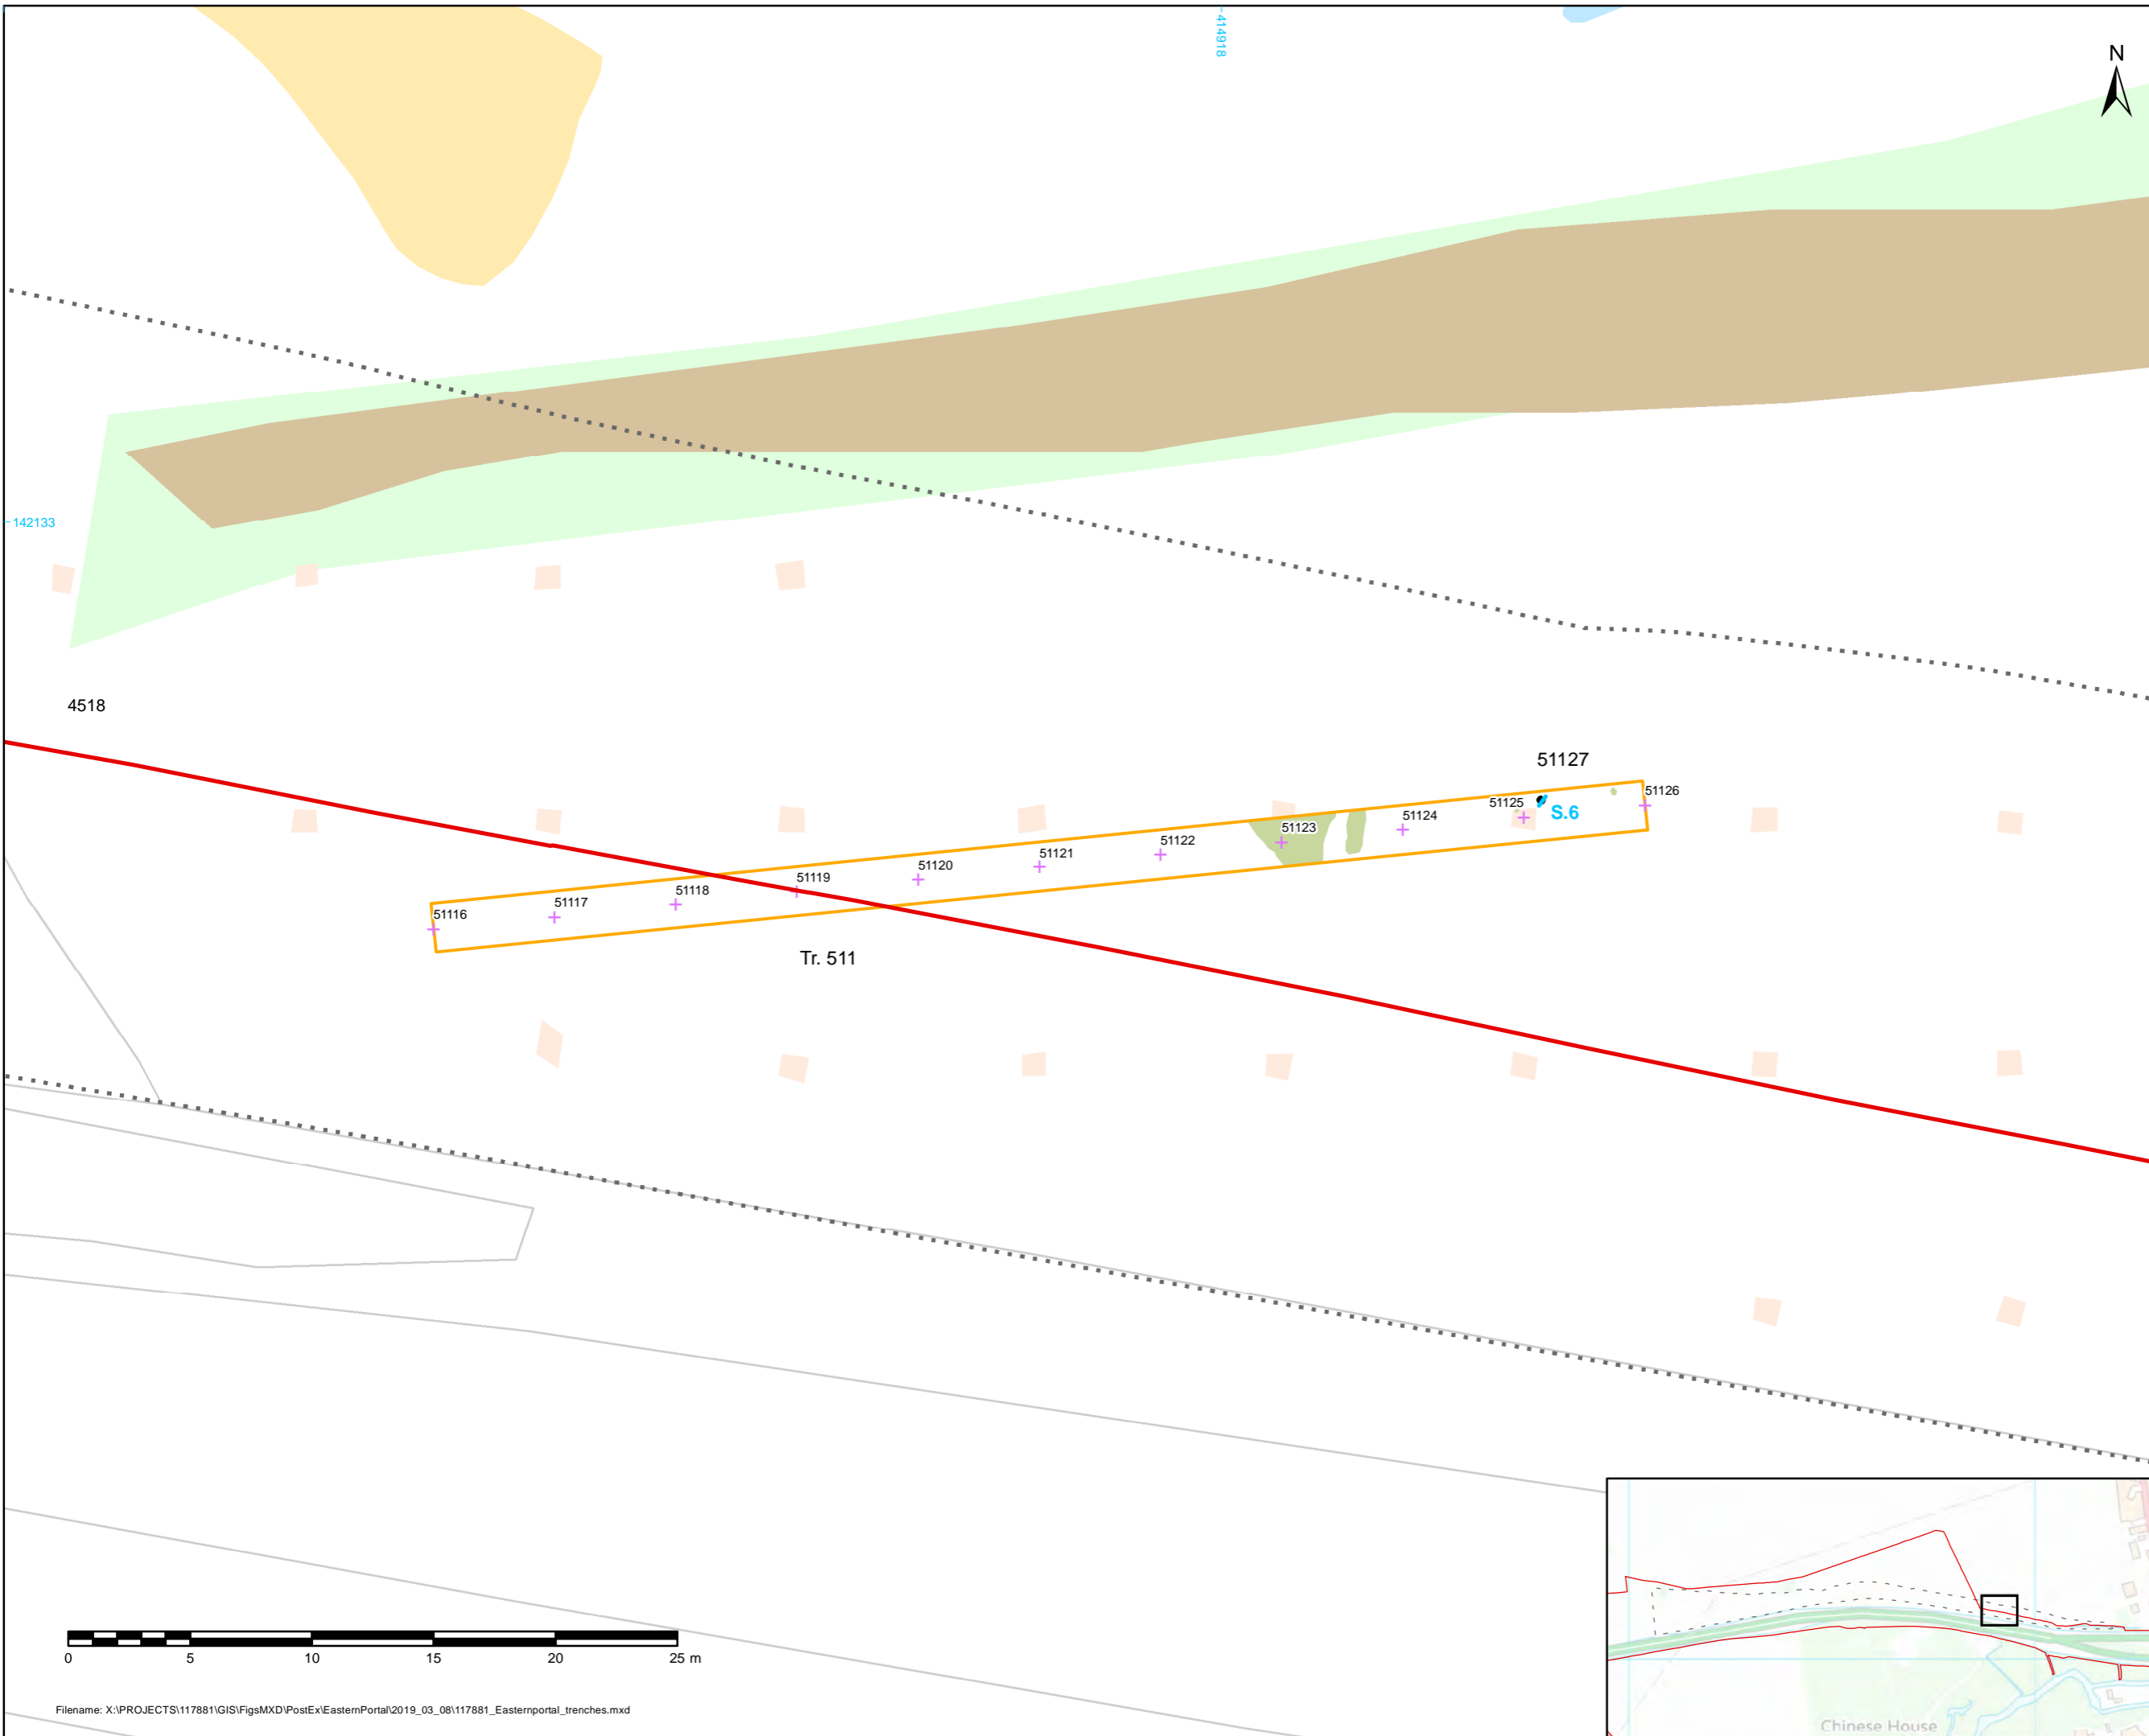 414918
N
142133
4518
51127
51126
51125
S.6
51124
51123
51122
51121
51120
51119
51118
51117
51116
Tr. 511
0 5 10 15 20 25 m
Filename: X:\PROJECTS\117881\GIS\FigsMXD\PostEx\EasternPortal\2019_03_08\117881_Easternportal_trenches.mxd
Chinese House